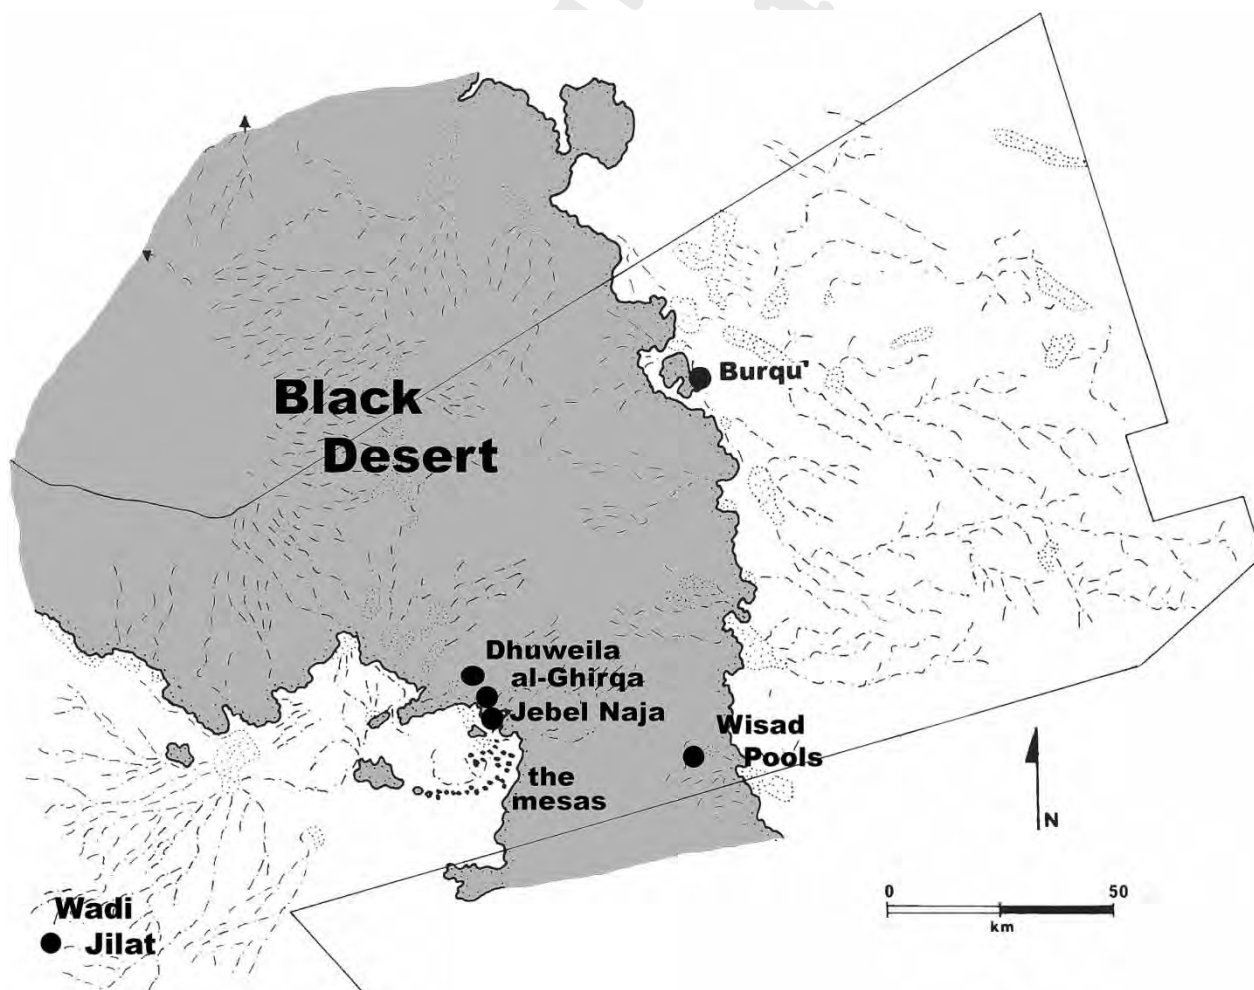 Black
Desert
Burqu'
Dhuweila
al-Ghirqa
Jebel Naja
Wisad
Pools
the
mesas
N
0 50
km
Wadi
Jilat